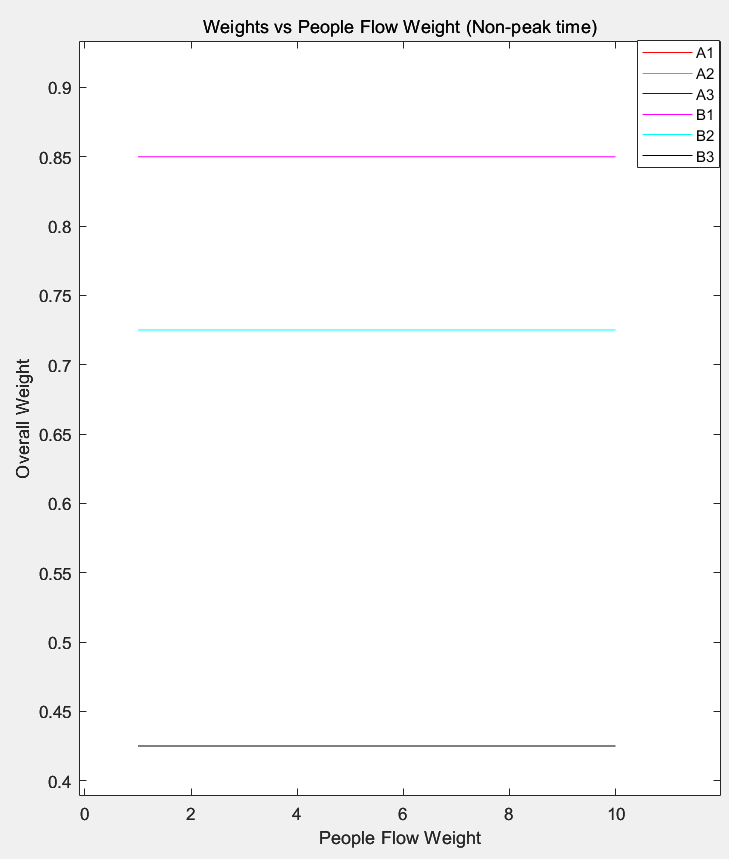 Weights vs People Flow Weight (Non-peak time)
A1
A2
A3
B1
B2
B3
0.9
0.85
0.8
0.75
0.7
0.65
0.6
0.55
0.5
0.45
0.4
Overall Weight
0 2 4 6 8 10
People Flow Weight